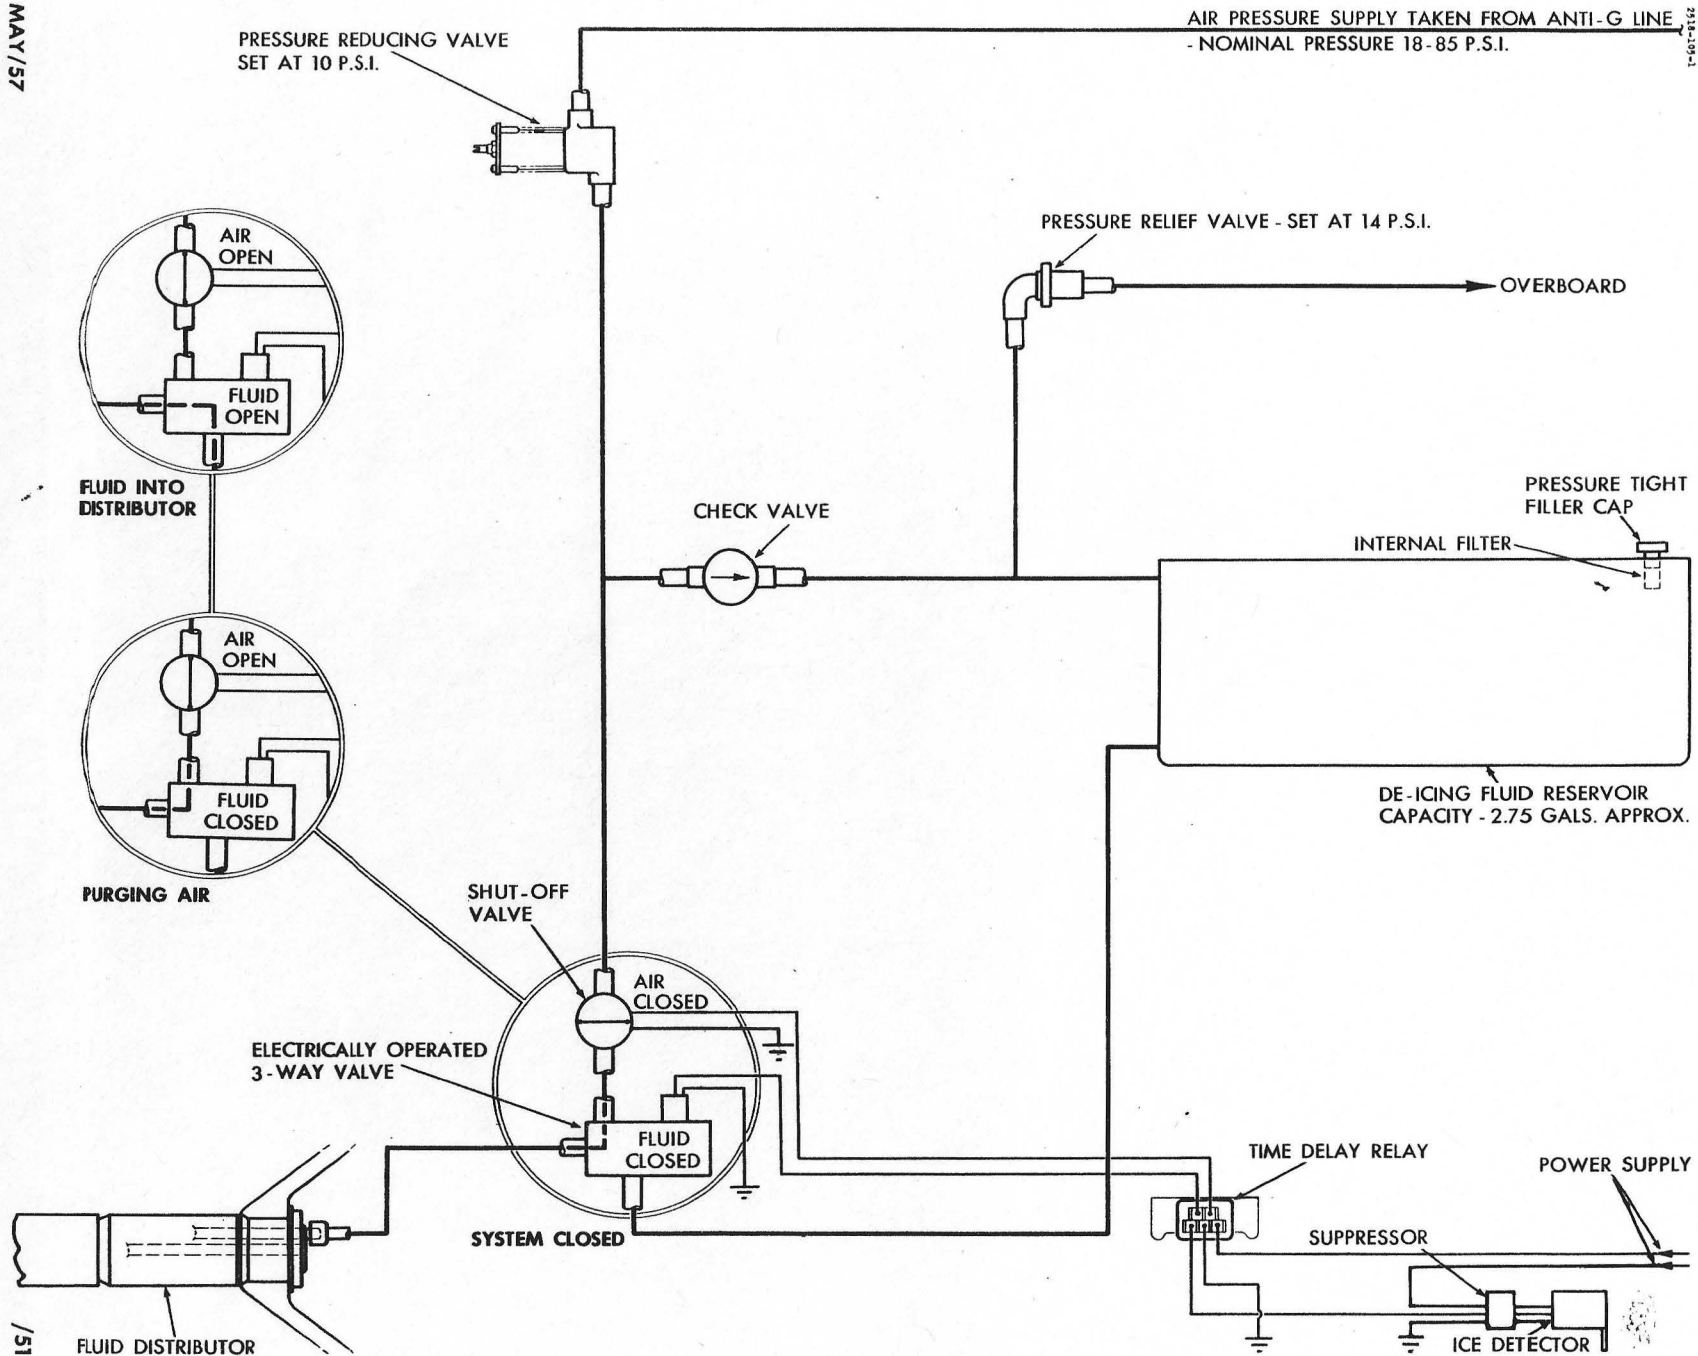 MAY/57
AIR PRESSURE SUPPLY TAKEN FROM ANTI-G LINE
- NOMINAL PRESSURE 18-85 P.S.I.
2518-105-1
PRESSURE REDUCING VALVE
SET AT 10 P.S.I.
PRESSURE RELIEF VALVE - SET AT 14 P.S.I.
OVERBOARD
AIR
OPEN
FLUID
OPEN
FLUID INTO
DISTRIBUTOR
CHECK VALVE
PRESSURE TIGHT
FILLER CAP
INTERNAL FILTER
AIR
OPEN
FLUID
CLOSED
PURGING AIR
DE-ICING FLUID RESERVOIR
CAPACITY - 2.75 GALS. APPROX.
SHUT-OFF
VALVE
AIR
CLOSED
ELECTRICALLY OPERATED
3-WAY VALVE
FLUID
CLOSED
SYSTEM CLOSED
TIME DELAY RELAY
POWER SUPPLY
SUPPRESSOR
ICE DETECTOR
FLUID DISTRIBUTOR
/51